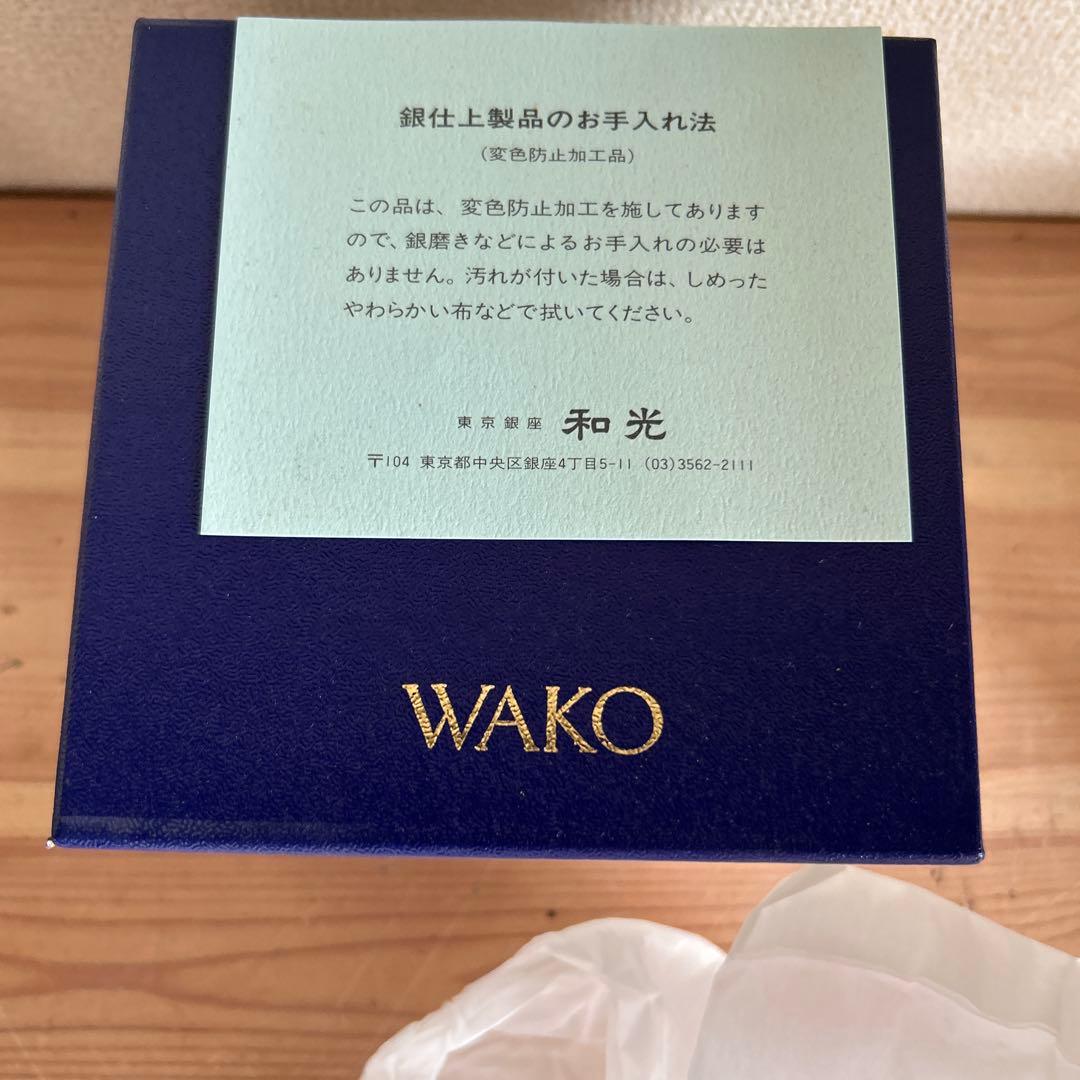 銀仕上製品のお手入れ法
(変色防止加工品)
この品は、変色防止加工を施してあります
ので、銀磨きなどによるお手入れの必要は
ありません。汚れが付いた場合は、しめった
やわらかい布などで拭いてください。
東京銀座 和光
〒104 東京都中央区銀座4丁目5-11 (03)3562-2111
WAKO